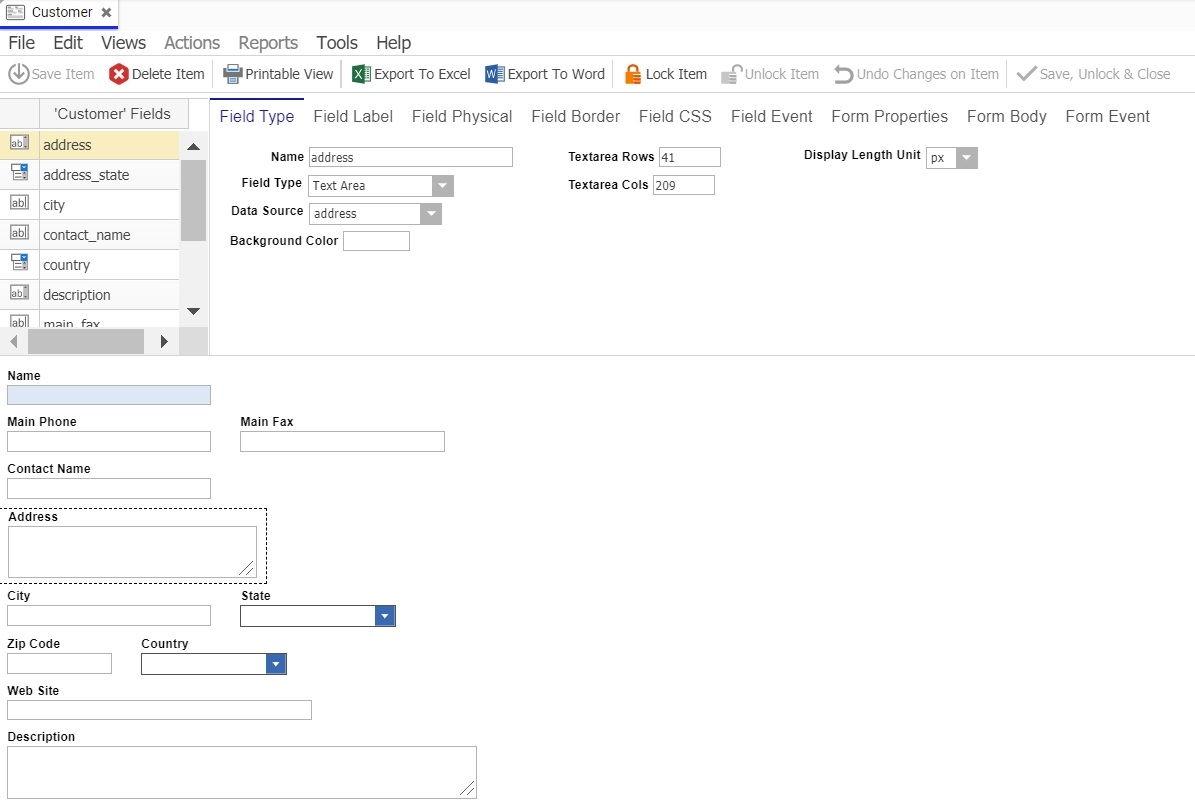 Customer
File Edit Views Actions Reports Tools Help
Save Item Delete Item Printable View Export To Excel Export To Word Lock Item Unlock Item Undo Changes on Item Save, Unlock & Close
'Customer' Fields
address
address_state
city
contact_name
country
description
main_fax
Field Type Field Label Field Physical Field Border Field CSS Field Event Form Properties Form Body Form Event
Name address Textarea Rows 41 Display Length Unit px
Field Type Text Area Textarea Cols 209
Data Source address
Background Color
Name
Main Phone Main Fax
Contact Name
Address
City State
Zip Code Country
Web Site
Description